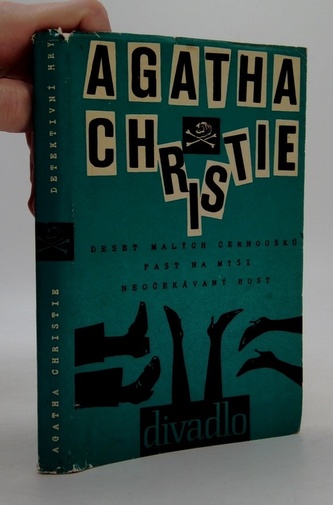 AGATHA
CHRISTIE
DESET MALÝCH ČERNOUŠKŮ
PAST NA MYŠI
NEOČEKÁVANÝ HOST
divadlo
AGATHA CHRISTIE
DETEKTIVNÍ HRY